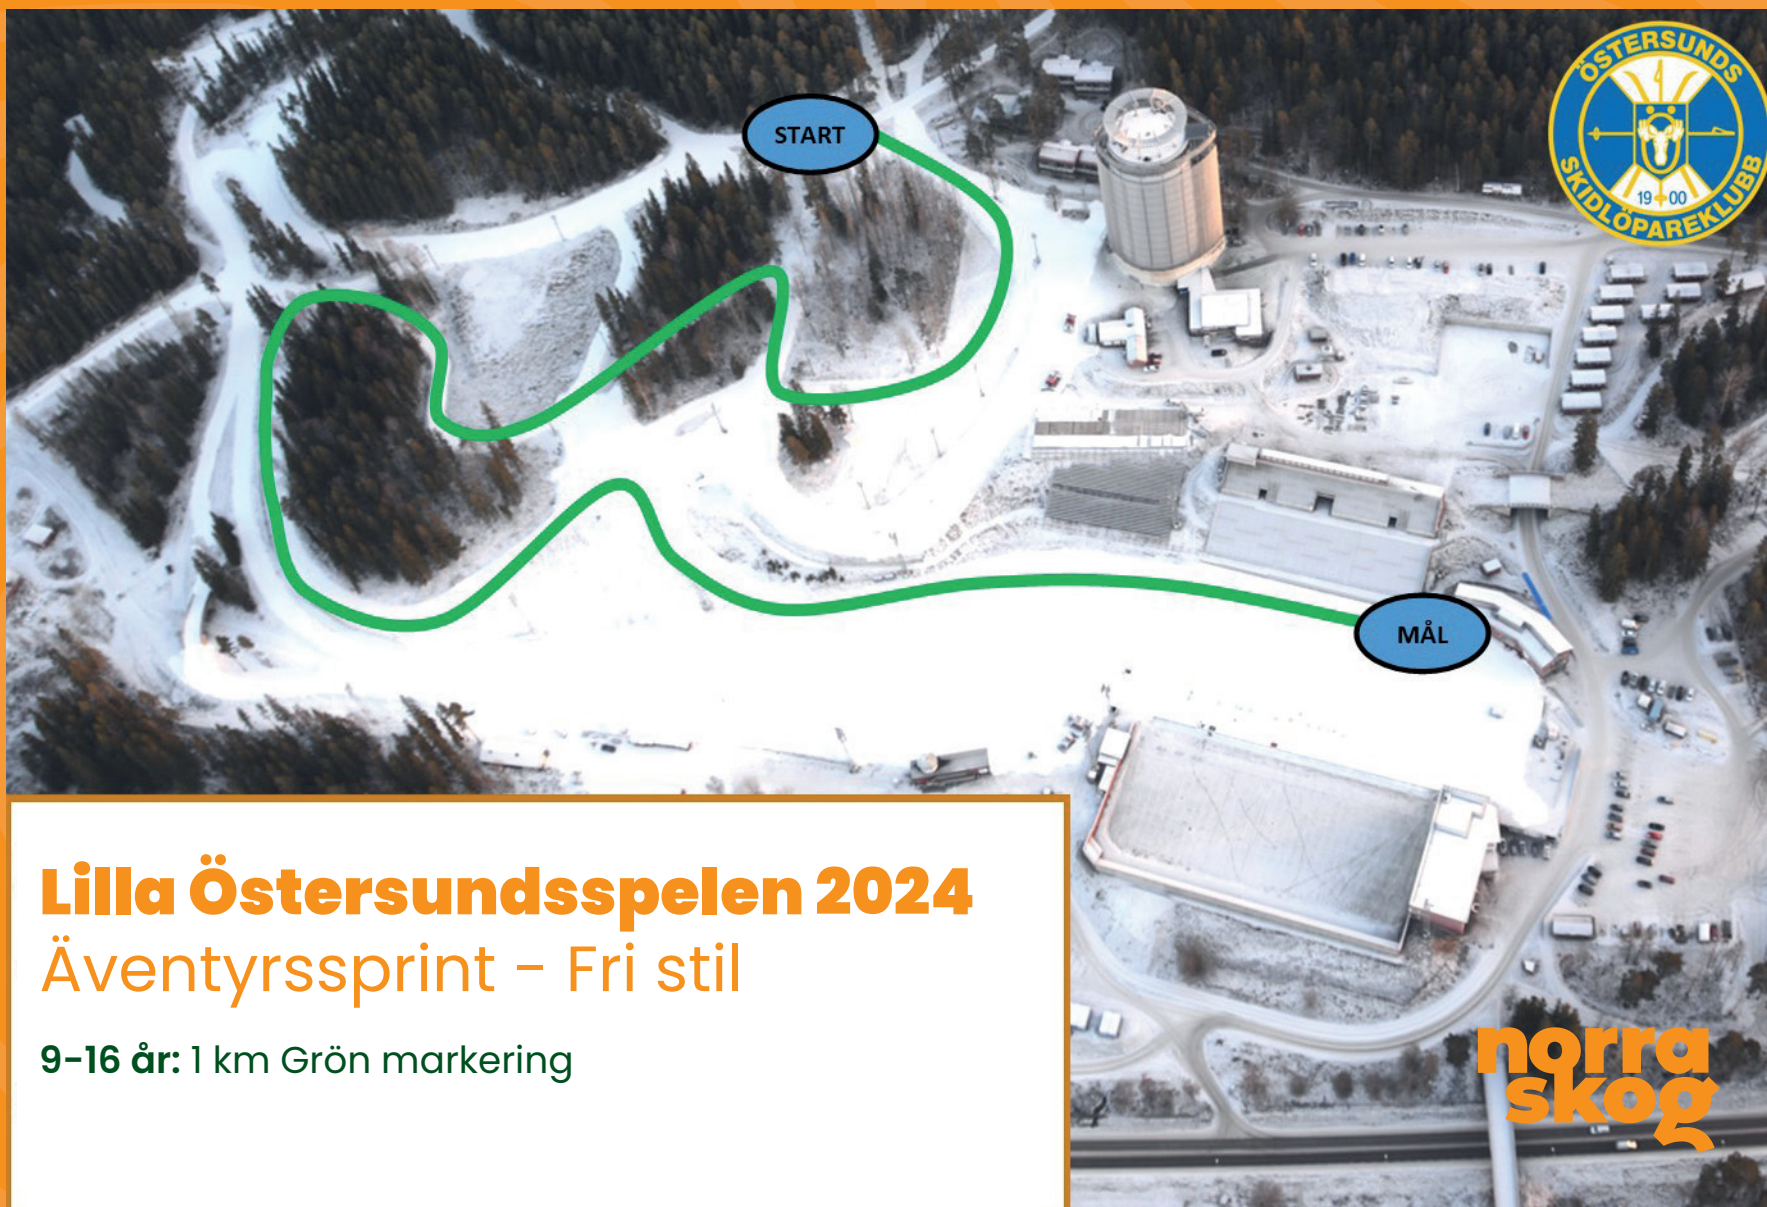 START
ÖSTERSUNDS
19 00
SKIDLÖPAREKLUBB
MÅL
Lilla Östersundsspelen 2024
Äventyrssprint - Fri stil
9-16 år: 1 km Grön markering
norra
skog